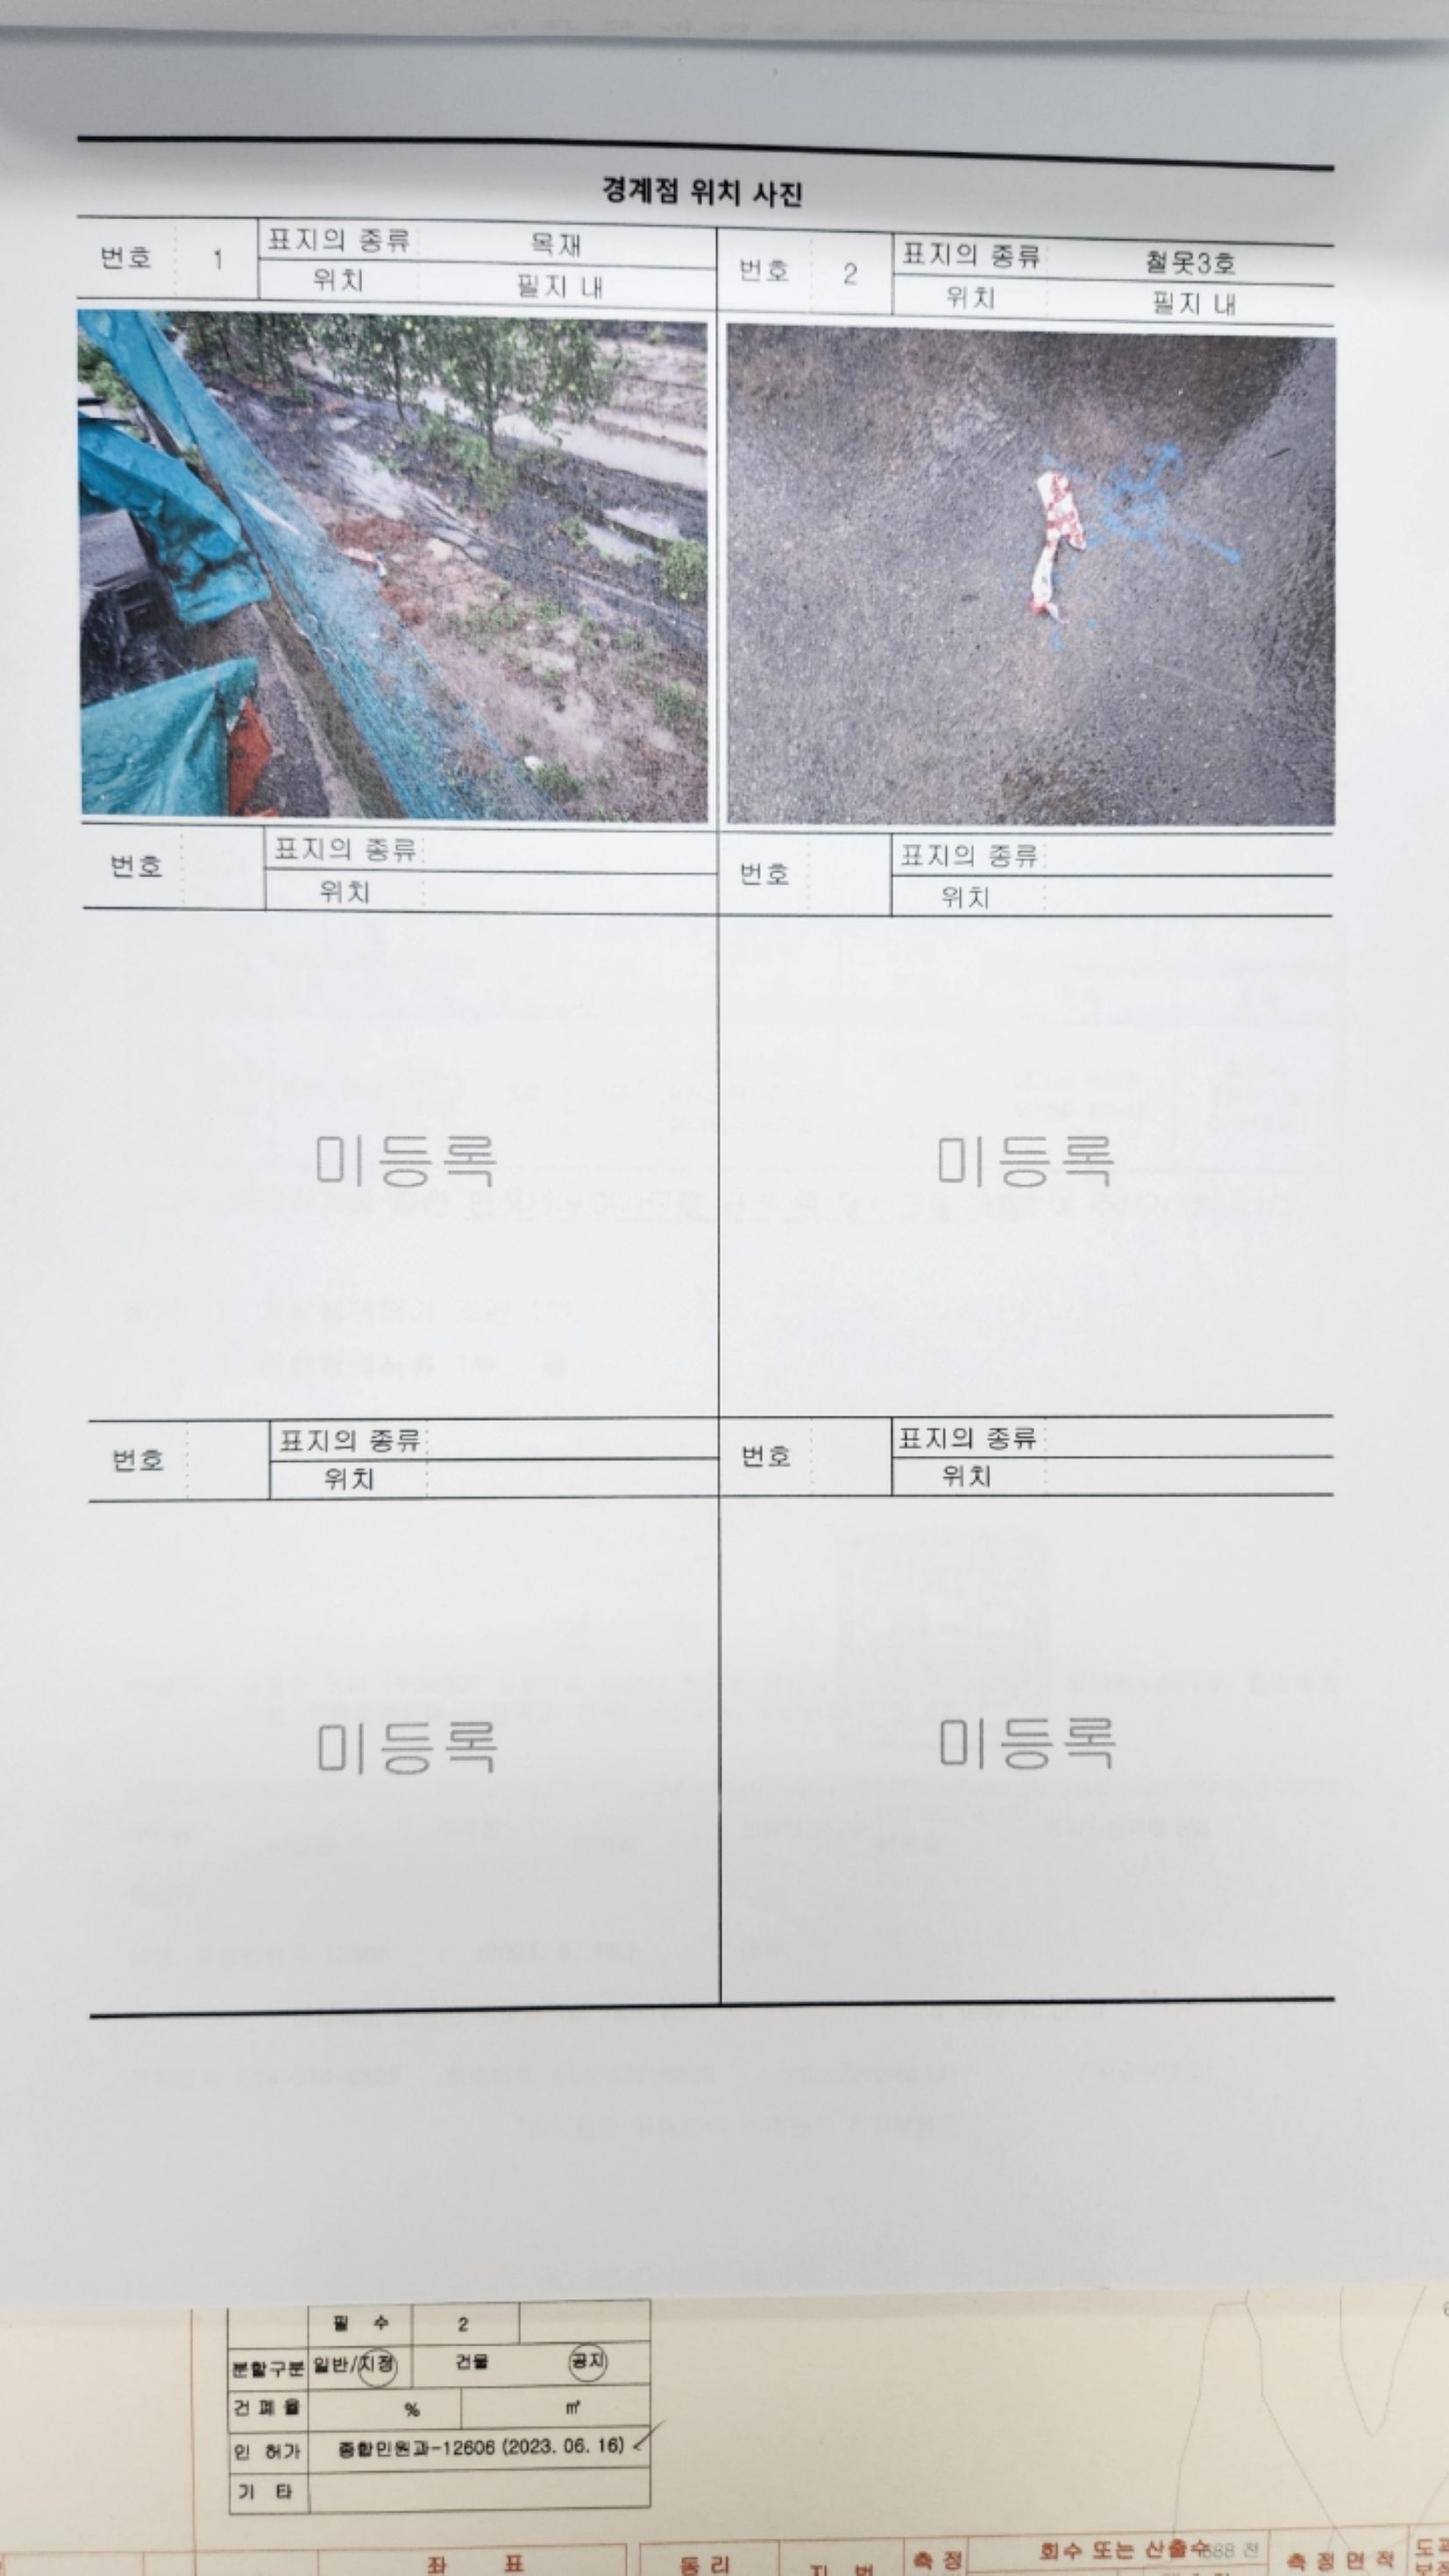 경계점 위치 사진
번호 1 표지의 종류 목재
위치 필지 내
번호 2 표지의 종류 철못3호
위치 필지 내
번호 표지의 종류
위치
번호 표지의 종류
위치
미등록 미등록
번호 표지의 종류
위치
번호 표지의 종류
위치
미등록 미등록
필 수 2
분할구분 일반/지정 건물 공지
건폐율 % ㎡
인 허가 종합민원과-12606 (2023. 06. 16)
기 타
회수 또는 산출수
좌 표 동리 지 번 측정 측정면적